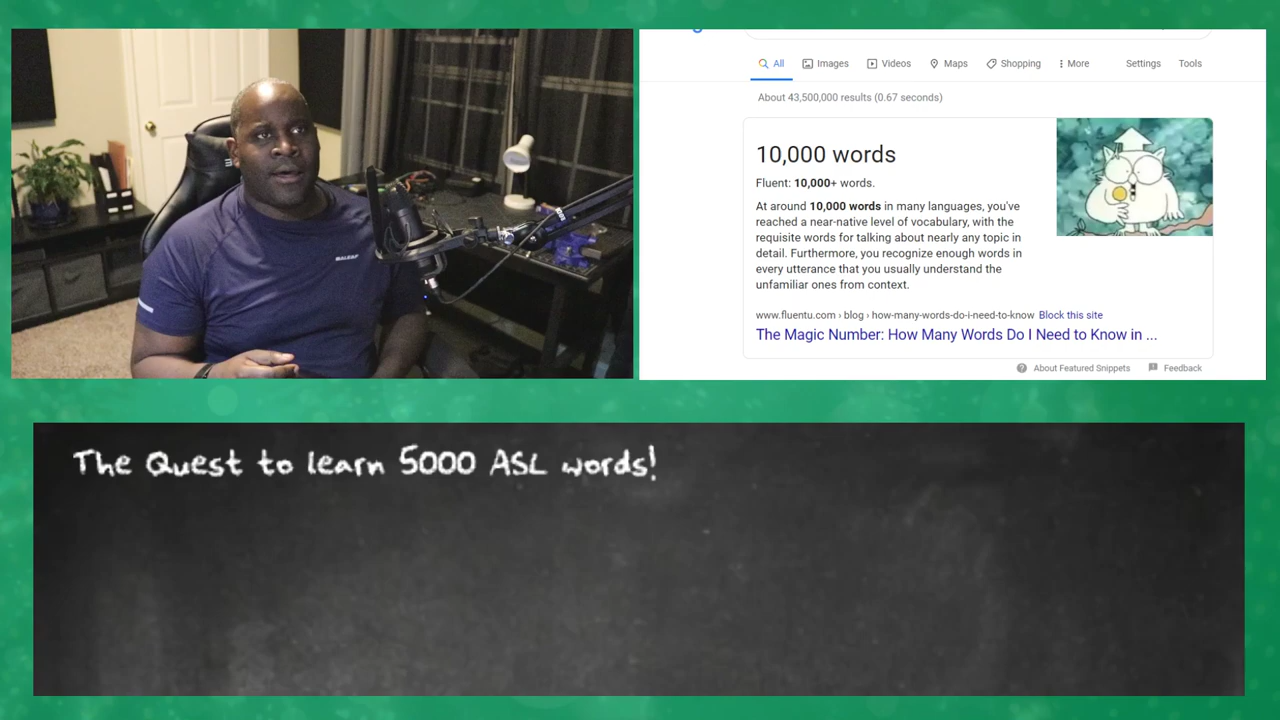 BALEAF
All Images Videos Maps Shopping More Settings Tools
About 43,500,000 results (0.67 seconds)
10,000 words
Fluent: 10,000+ words.
At around 10,000 words in many languages, you've
reached a near-native level of vocabulary, with the
requisite words for talking about nearly any topic in
detail. Furthermore, you recognize enough words in
every utterance that you usually understand the
unfamiliar ones from context.
www.fluentu.com › blog › how-many-words-do-i-need-to-know Block this site
The Magic Number: How Many Words Do I Need to Know in ...
About Featured Snippets Feedback
The Quest to learn 5000 ASL words!